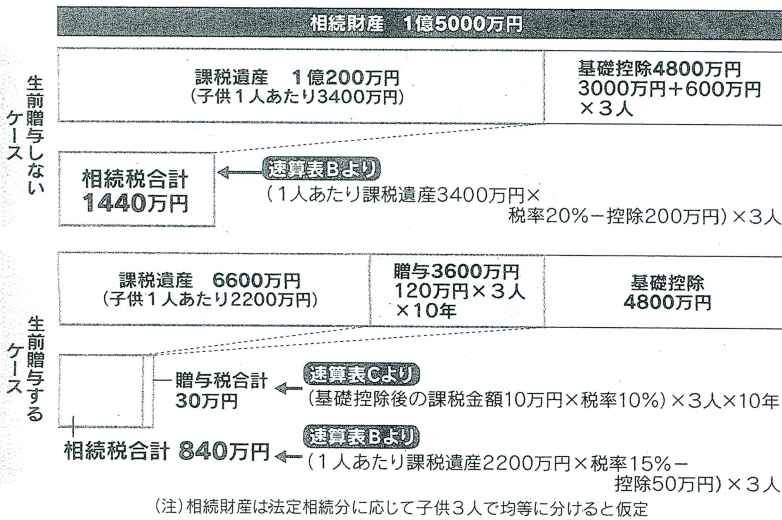 相続財産 1億5000万円
生前贈与しない
ケース
課税遺産 1億200万円
(子供1人あたり3400万円)
基礎控除4800万円
3000万円+600万円
×3人
相続税合計
1440万円
速算表Bより
(1人あたり課税遺産3400万円×
税率20%-控除200万円)×3人
生前贈与する
ケース
課税遺産 6600万円
(子供1人あたり2200万円)
贈与3600万円
120万円×3人
×10年
基礎控除
4800万円
贈与税合計
30万円
速算表Cより
(基礎控除後の課税金額10万円×税率10%)×3人×10年
相続税合計 840万円
速算表Bより
(1人あたり課税遺産2200万円×税率15%-
控除50万円)×3人
(注)相続財産は法定相続分に応じて子供3人で均等に分けると仮定